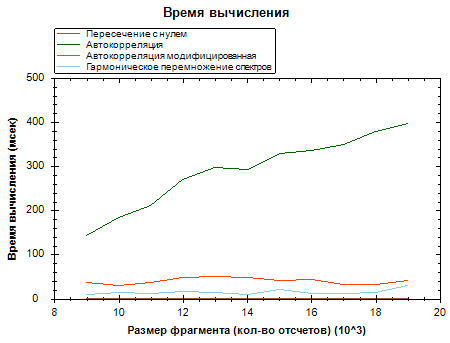 Время вычисления
Пересечение с нулем
Автокорреляция
Автокорреляция модифицированная
Гармоническое перемножение спектров
Время вычисления (мсек)
500
400
300
200
100
0
8
10
12
14
16
18
20
Размер фрагмента (кол-во отсчетов) (10^3)